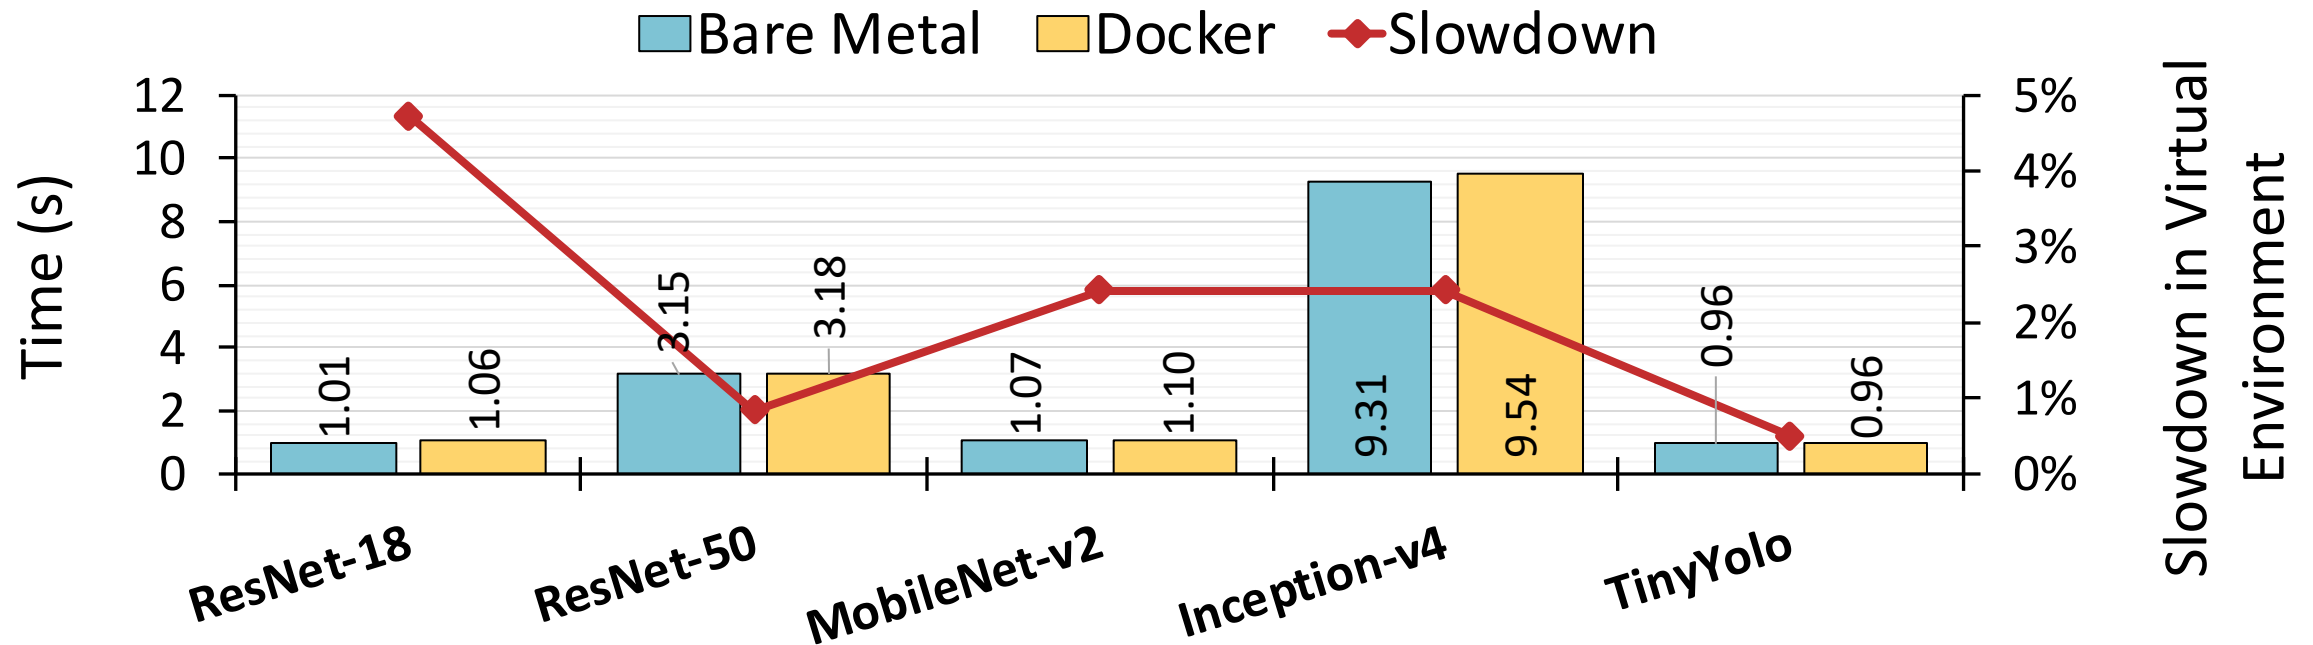 Bare Metal Docker Slowdown
Time (s)
12
10
8
6
4
2
0
1.01
1.06
3.15
3.18
1.07
1.10
9.31
9.54
0.96
0.96
5%
4%
3%
2%
1%
0%
Slowdown in Virtual
Environment
ResNet-18
ResNet-50
MobileNet-v2
Inception-v4
TinyYolo